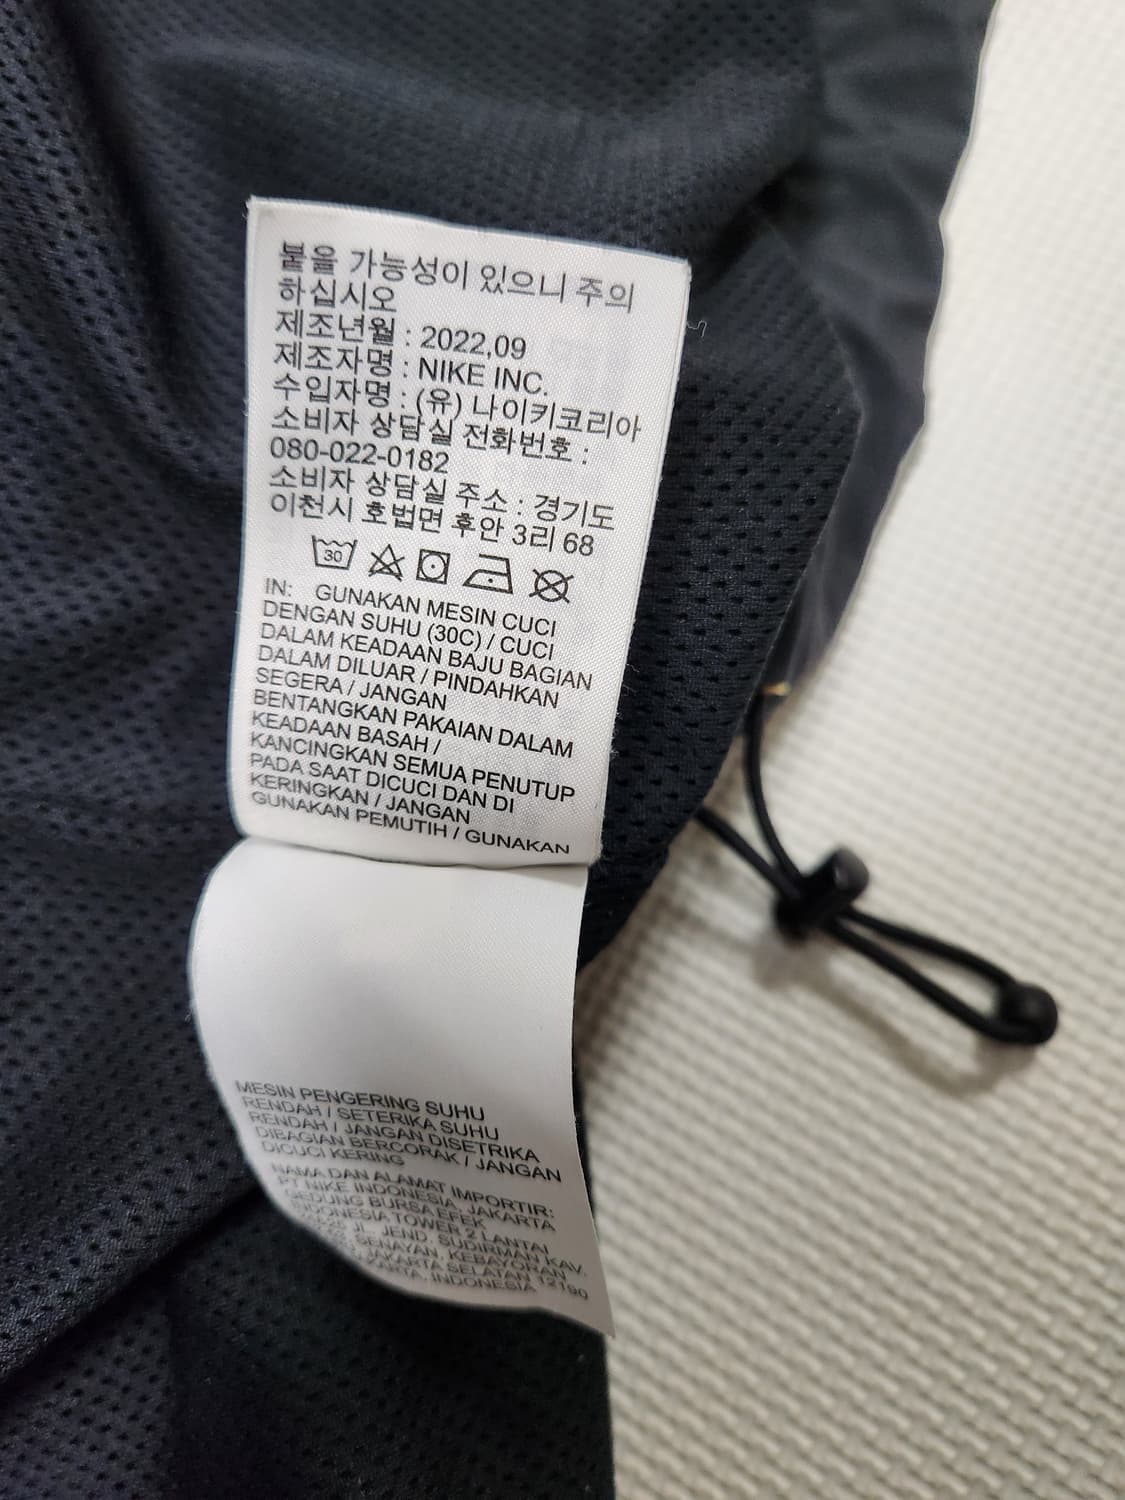 붙을 가능성이 있으니 주의
하십시오
제조년월 : 2022,09
제조자명 : NIKE INC.
수입자명 : (유) 나이키코리아
소비자 상담실 전화번호 :
080-022-0182
소비자 상담실 주소 : 경기도
이천시 호법면 후안 3리 68
30
IN: GUNAKAN MESIN CUCI
DENGAN SUHU (30C) / CUCI
DALAM KEADAAN BAJU BAGIAN
DALAM DILUAR / PINDAHKAN
SEGERA / JANGAN
BENTANGKAN PAKAIAN DALAM
KEADAAN BASAH /
KANCINGKAN SEMUA PENUTUP
PADA SAAT DICUCI DAN DI
KERINGKAN / JANGAN
GUNAKAN PEMUTIH / GUNAKAN
MESIN PENGERING SUHU
RENDAH / SETERIKA SUHU
RENDAH / JANGAN DISETRIKA
DIBAGIAN BERCORAK / JANGAN
DICUCI KERING
NAMA DAN ALAMAT IMPORTIR:
PT NIKE INDONESIA, JAKARTA
GEDUNG BURSA EFEK
INDONESIA TOWER 2 LANTAI
JL. JEND. SUDIRMAN KAV.
SENAYAN, KEBAYORAN
JAKARTA SELATAN 12190
INDONESIA